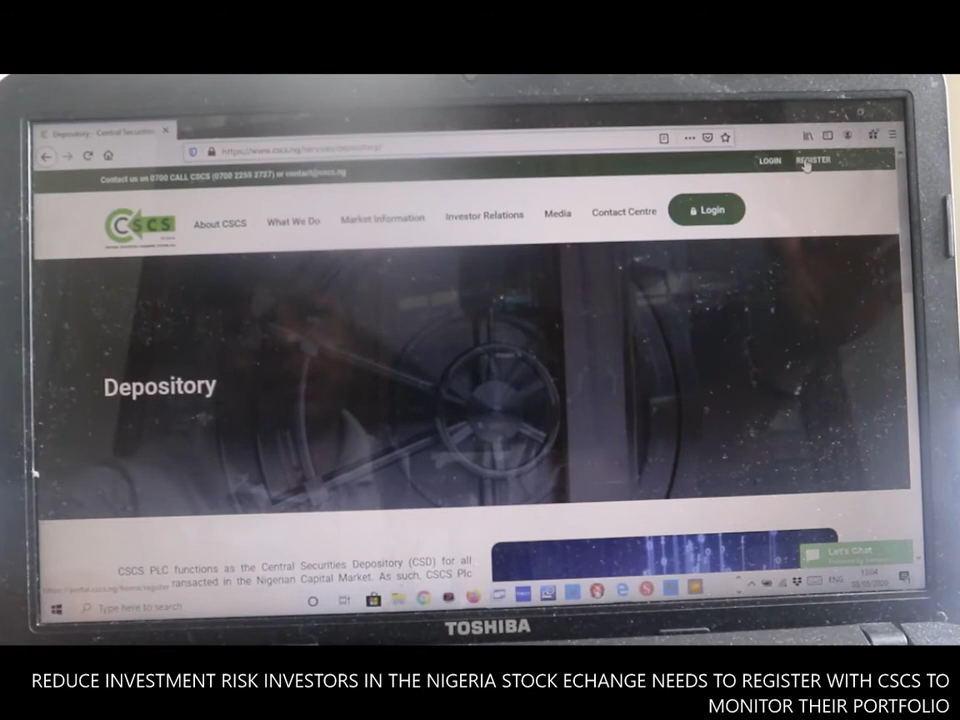 Depository - Central Securities
https://www.cscs.ng/services/depository/
LOGIN REGISTER
Contact us on 0700 CALL CSCS (0700 2255 2727) or contact@cscs.ng
CSCS
About CSCS What We Do Market Information Investor Relations Media Contact Centre Login
Depository
CSCS PLC functions as the Central Securities Depository (CSD) for all
ransacted in the Nigerian Capital Market. As such, CSCS Plc
Let's Chat
Type here to search
ENG
13:04
TOSHIBA
REDUCE INVESTMENT RISK INVESTORS IN THE NIGERIA STOCK ECHANGE NEEDS TO REGISTER WITH CSCS TO
MONITOR THEIR PORTFOLIO